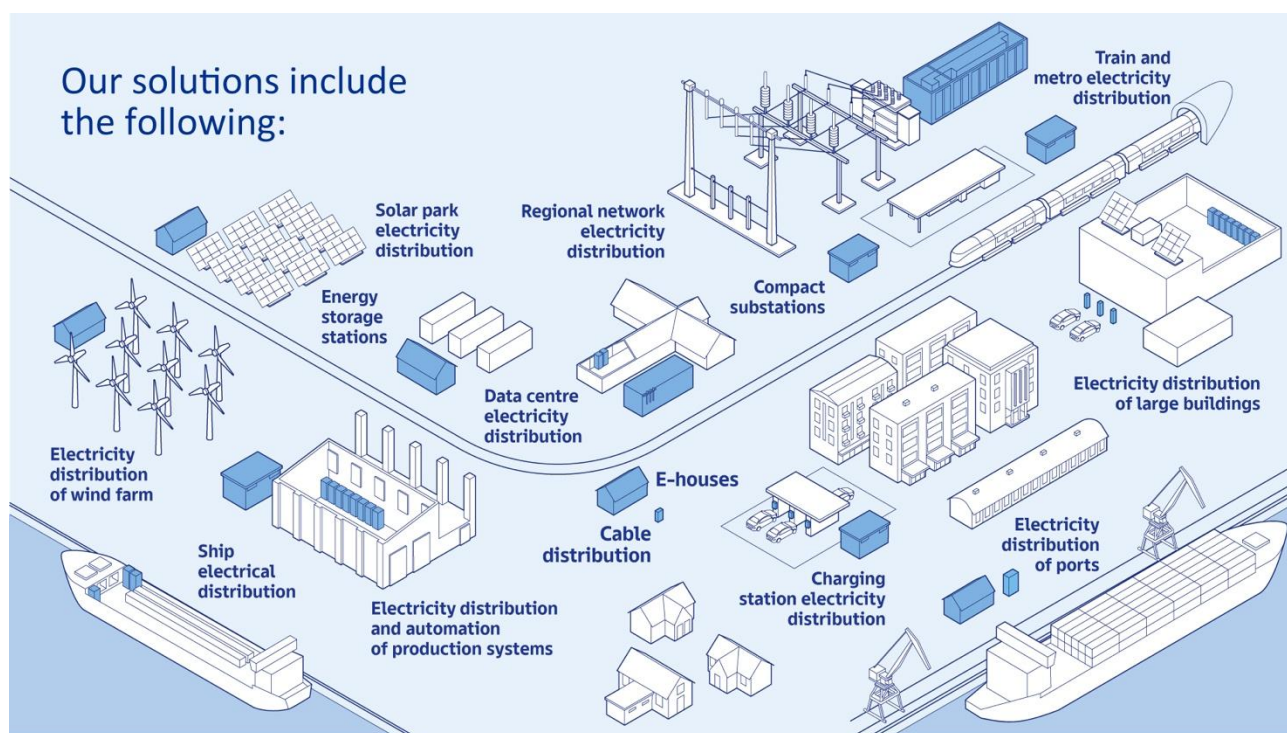 Our solutions include
the following:
Train and
metro electricity
distribution
Solar park
electricity
distribution
Regional network
electricity
distribution
Energy
storage
stations
Compact
substations
Data centre
electricity
distribution
Electricity distribution
of large buildings
Electricity
distribution
of wind farm
E-houses
Cable
distribution
Ship
electrical
distribution
Electricity distribution
and automation
of production systems
Charging
station electricity
distribution
Electricity
distribution
of ports